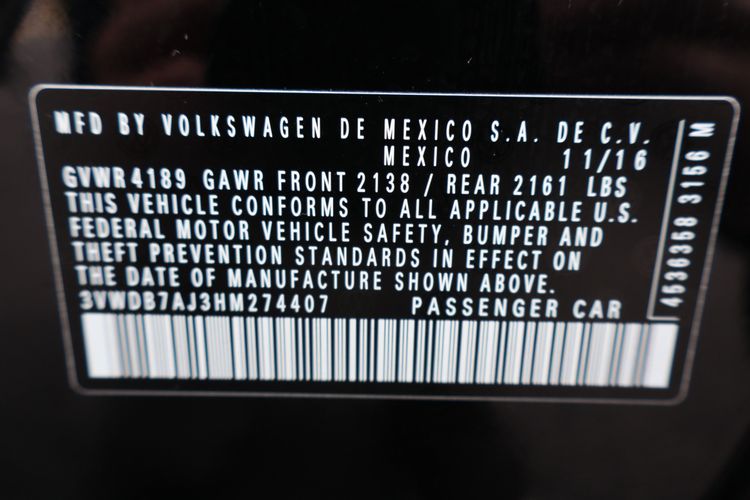 MFD BY VOLKSWAGEN DE MEXICO S.A. DE C.V.
MEXICO 11/16
GVWR 4189 GAWR FRONT 2138 / REAR 2161 LBS
THIS VEHICLE CONFORMS TO ALL APPLICABLE U.S.
FEDERAL MOTOR VEHICLE SAFETY, BUMPER AND
THEFT PREVENTION STANDARDS IN EFFECT ON
THE DATE OF MANUFACTURE SHOWN ABOVE.
3VWDB7AJ3HM274407 PASSENGER CAR
4536358 3156 M